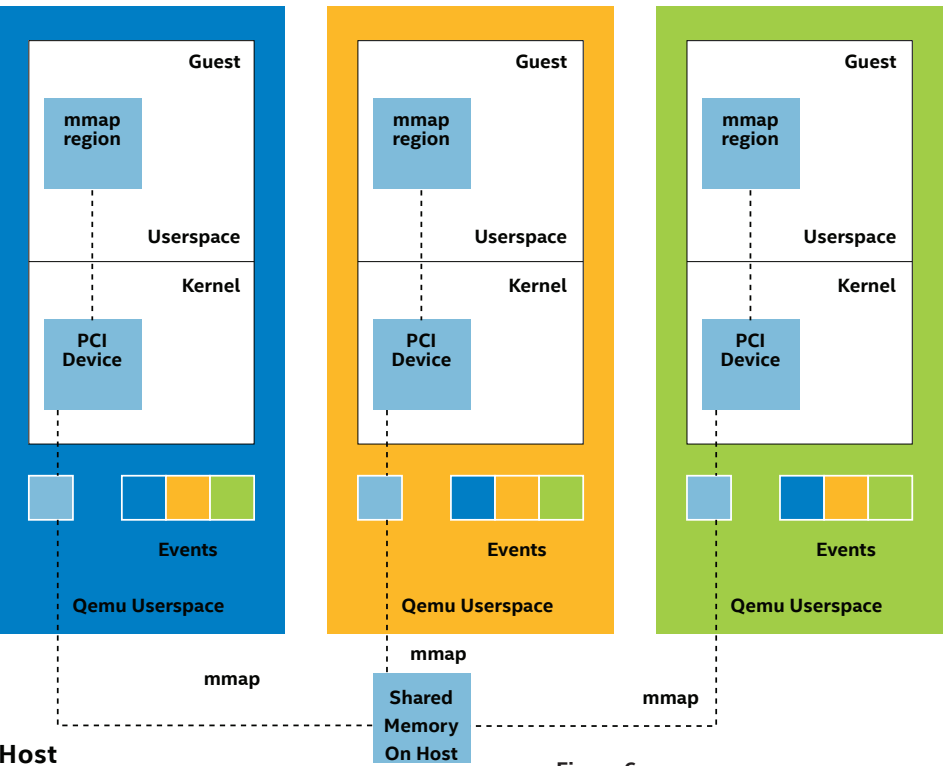 Guest
mmap
region
Userspace
Kernel
PCI
Device
Events
Qemu Userspace
Guest
mmap
region
Userspace
Kernel
PCI
Device
Events
Qemu Userspace
Guest
mmap
region
Userspace
Kernel
PCI
Device
Events
Qemu Userspace
mmap
mmap
mmap
Shared
Memory
On Host
Host